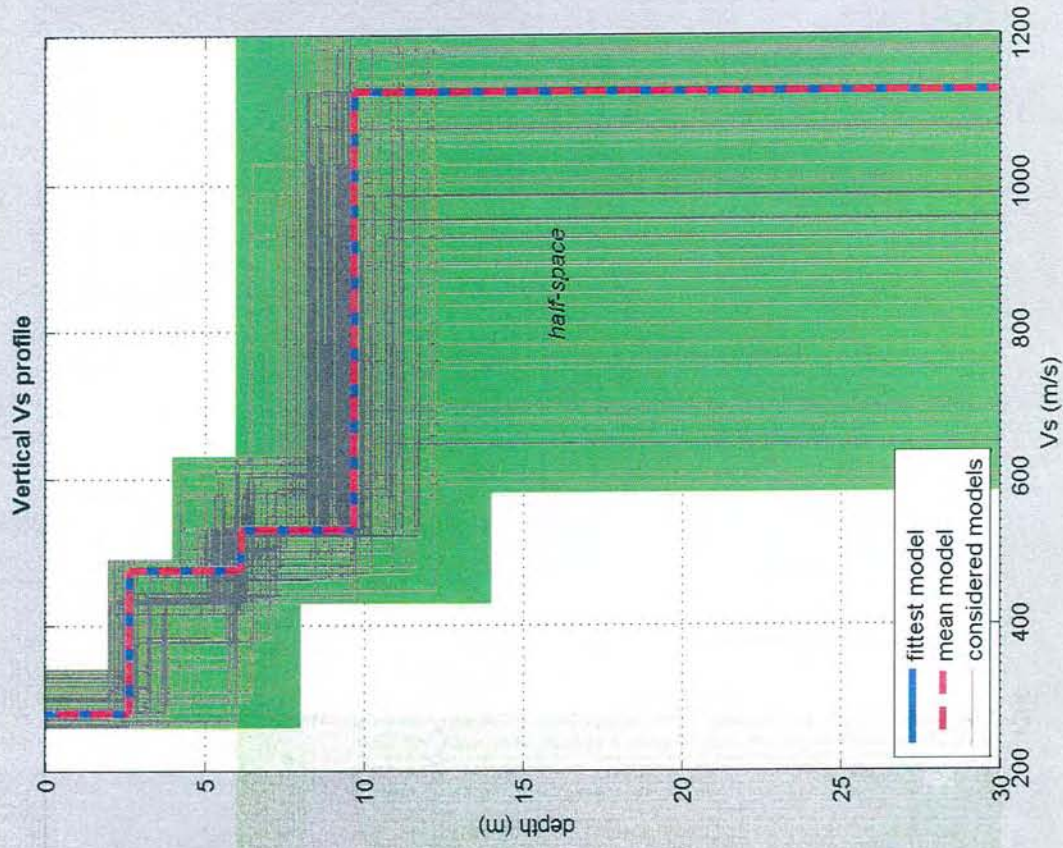 Vertical Vs profile
0
5
10
15
20
25
30
depth (m)
half-space
fittest model
mean model
considered models
200
400
600
800
1000
1200
Vs (m/s)